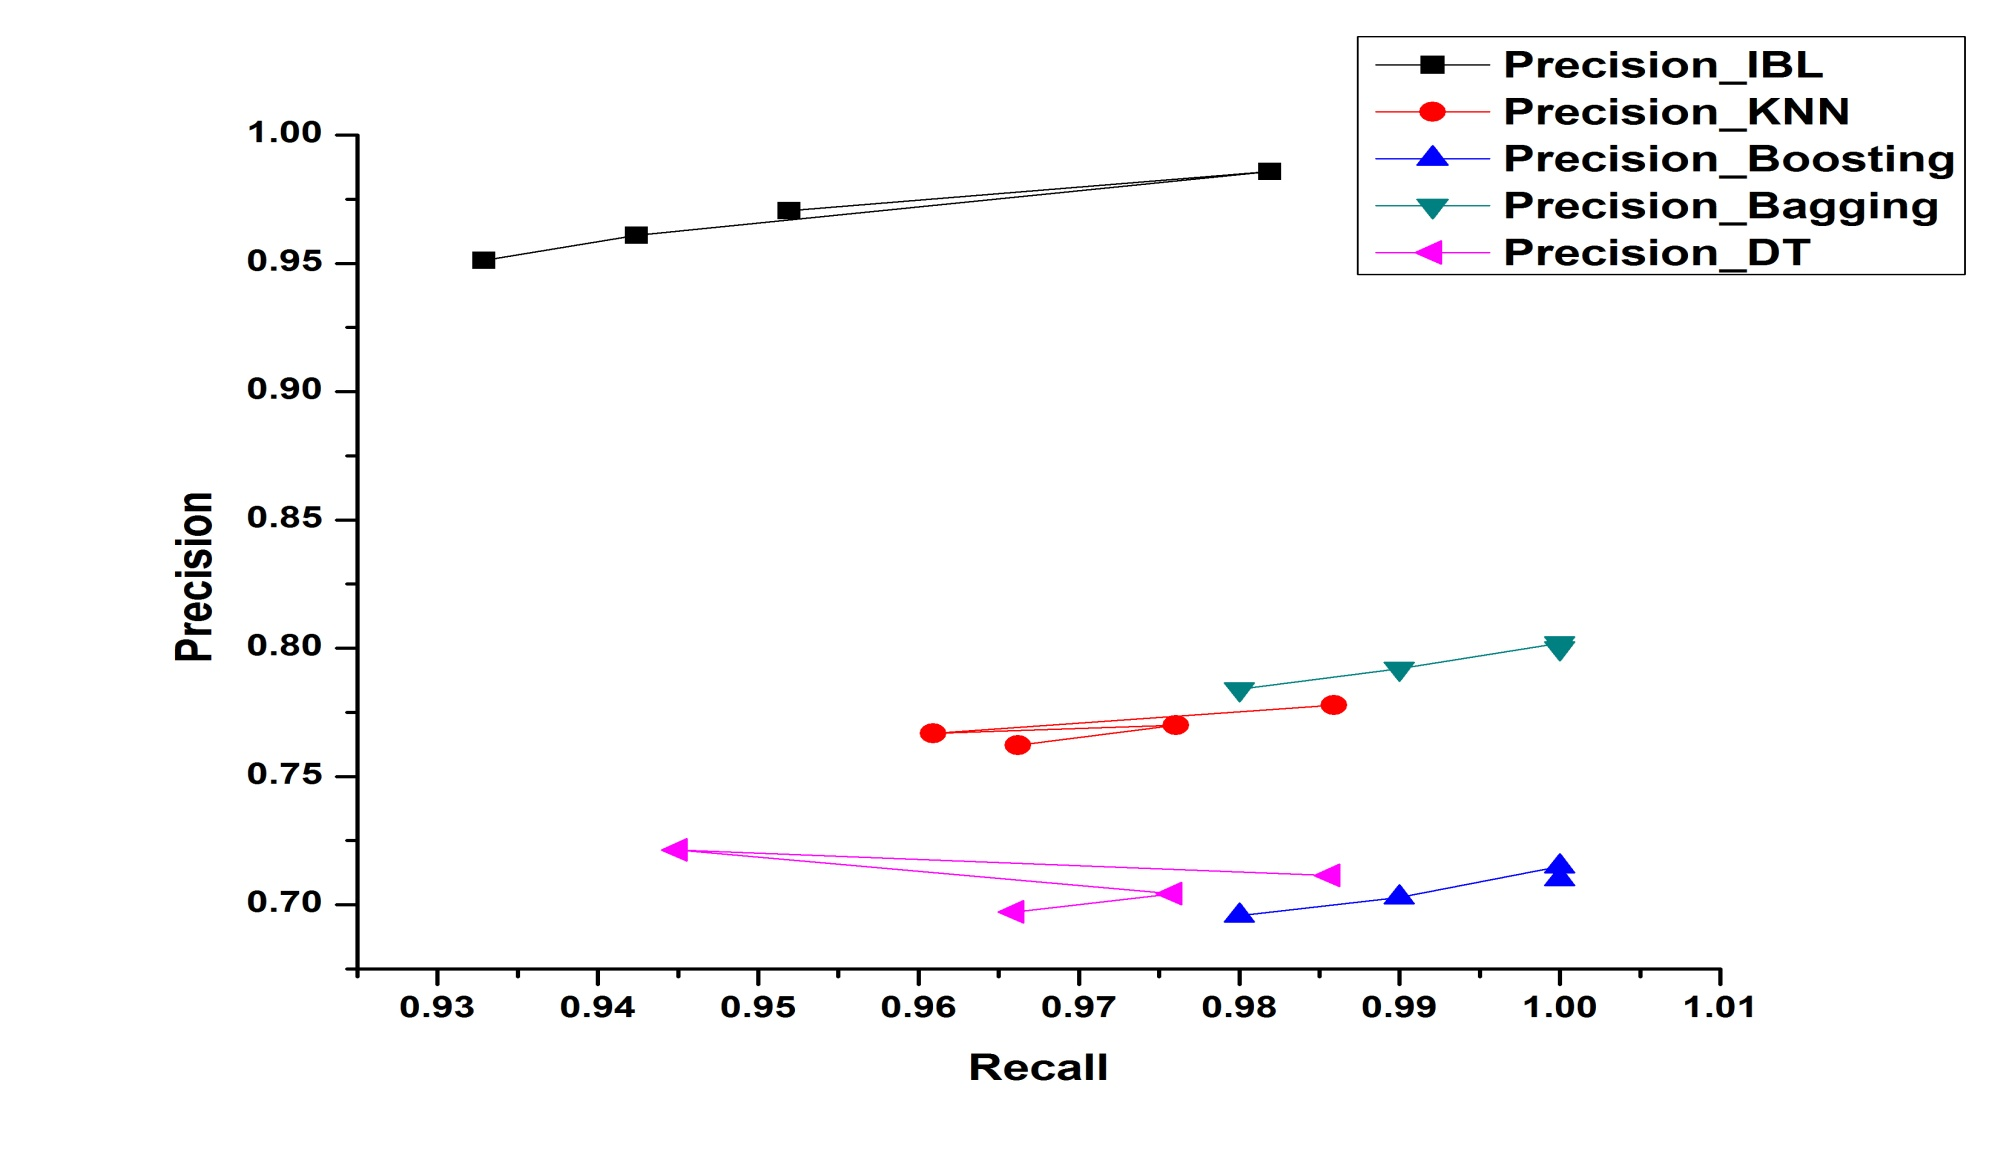 Precision_IBL
Precision_KNN
Precision_Boosting
Precision_Bagging
Precision_DT
1.00
0.95
0.90
0.85
0.80
0.75
0.70
Precision
0.93 0.94 0.95 0.96 0.97 0.98 0.99 1.00 1.01
Recall